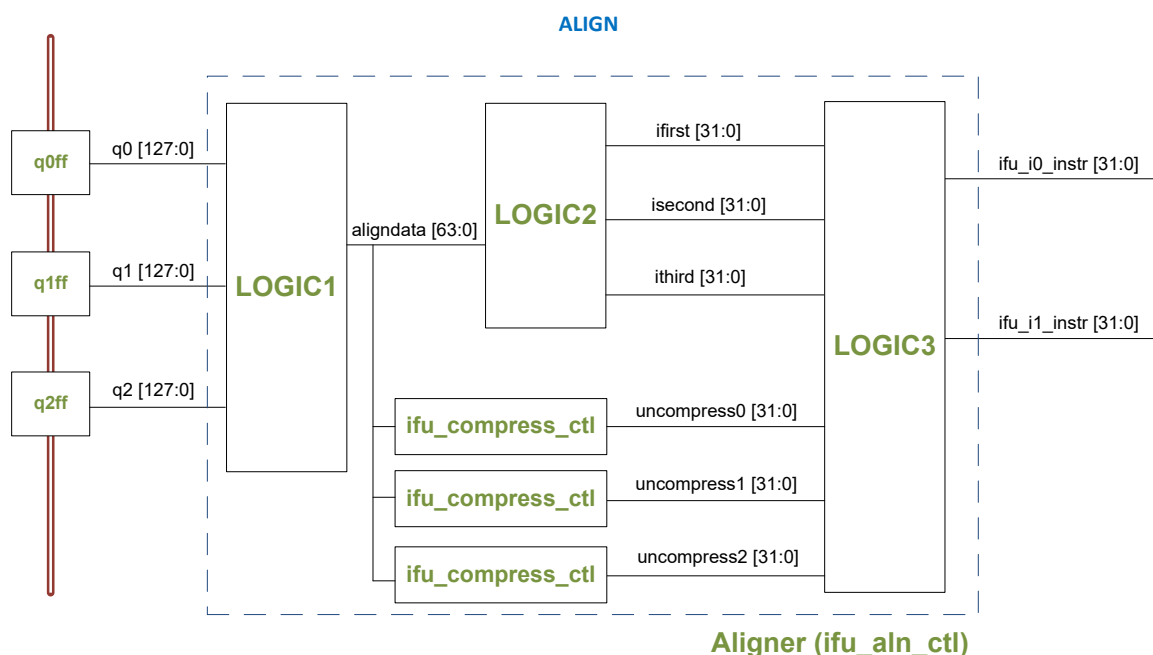 ALIGN
q0ff
q0 [127:0]
q1ff
q1 [127:0]
q2ff
q2 [127:0]
LOGIC1
aligndata [63:0]
LOGIC2
ifirst [31:0]
isecond [31:0]
ithird [31:0]
ifu_compress_ctl
uncompress0 [31:0]
ifu_compress_ctl
uncompress1 [31:0]
ifu_compress_ctl
uncompress2 [31:0]
LOGIC3
ifu_i0_instr [31:0]
ifu_i1_instr [31:0]
Aligner (ifu_aln_ctl)